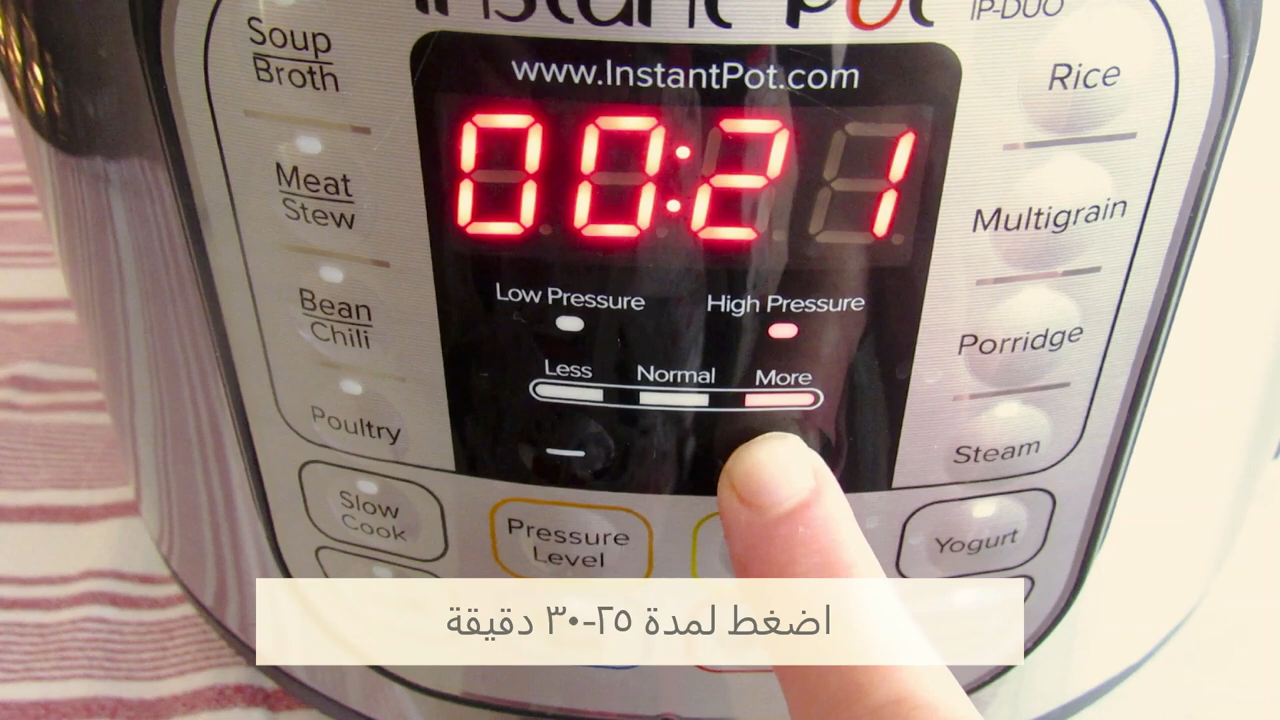 Instant Pot
IP-DUO
www.InstantPot.com
00:21
Low Pressure
High Pressure
Less
Normal
More
−
Soup
Broth
Meat
Stew
Bean
Chili
Poultry
Slow
Cook
Pressure
Level
Rice
Multigrain
Porridge
Steam
Yogurt
اضغط لمدة ٢٥-٣٠ دقيقة